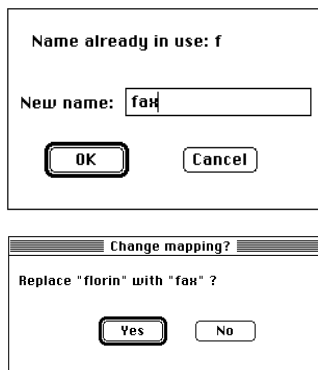 Name already in use: f
New name: fax
OK Cancel
Change mapping?
Replace "florin" with "fax" ?
Yes No